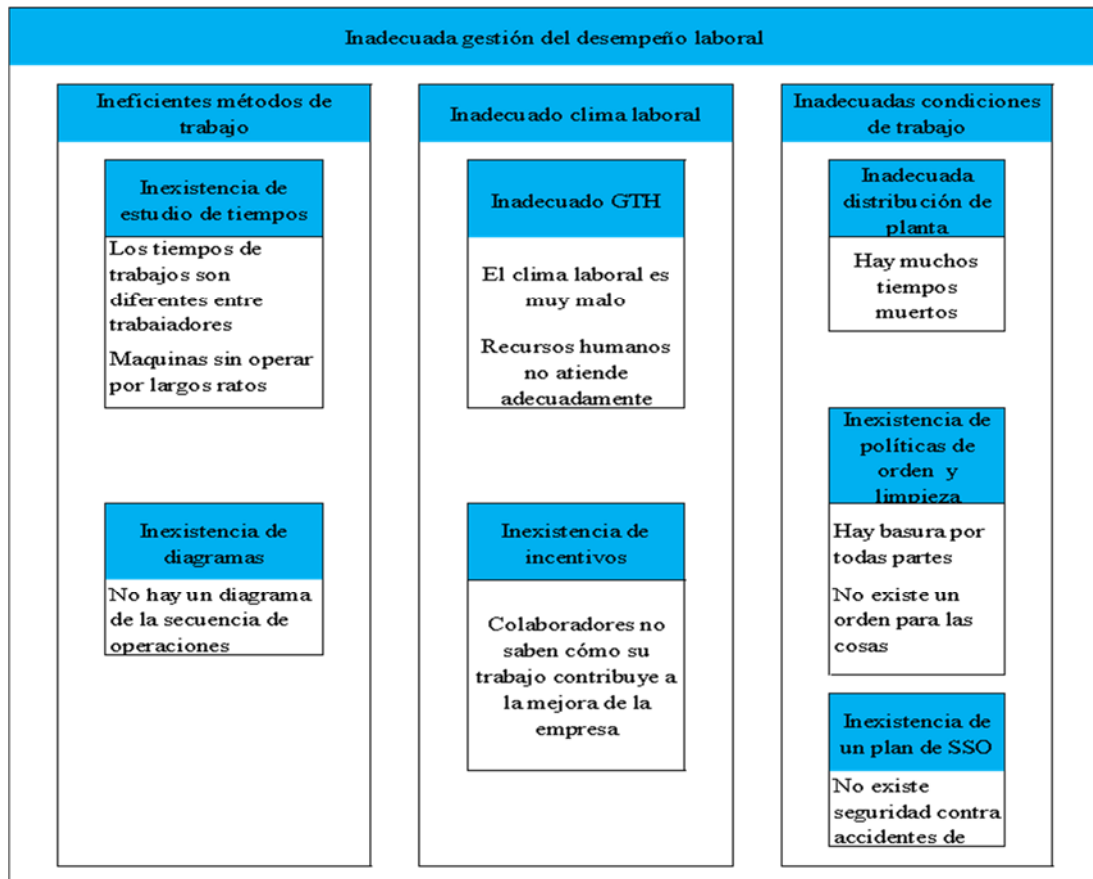 Inadecuada gestión del desempeño laboral
Ineficientes métodos de
trabajo
Inexistencia de
estudio de tiempos
Los tiempos de
trabajos son
diferentes entre
trabajadores
Maquinas sin operar
por largos ratos
Inexistencia de
diagramas
No hay un diagrama
de la secuencia de
operaciones
Inadecuado clima laboral
Inadecuado GTH
El clima laboral es
muy malo
Recursos humanos
no atiende
adecuadamente
Inexistencia de
incentivos
Colaboradores no
saben cómo su
trabajo contribuye a
la mejora de la
empresa
Inadecuadas condiciones
de trabajo
Inadecuada
distribución de
planta
Hay muchos
tiempos
muertos
Inexistencia de
políticas de
orden y
limpieza
Hay basura por
todas partes
No existe un
orden para las
cosas
Inexistencia de
un plan de SSO
No existe
seguridad contra
accidentes de